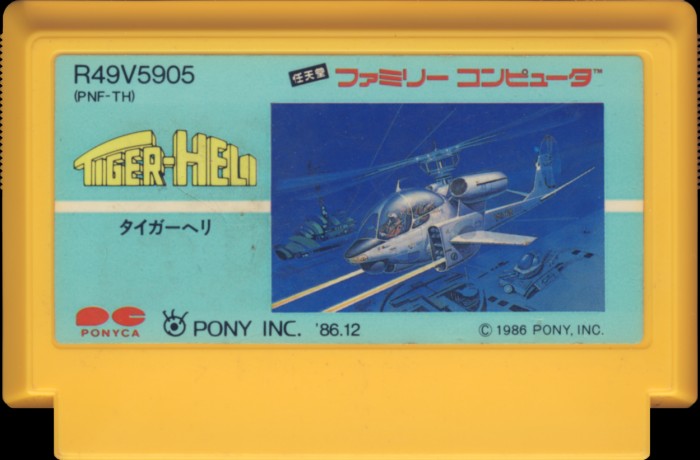 R49V5905
(PNF-TH)
任天堂 ファミリー コンピュータ™
TIGER-HELI
タイガーヘリ
PONYCA
PONY INC. '86.12
© 1986 PONY, INC.